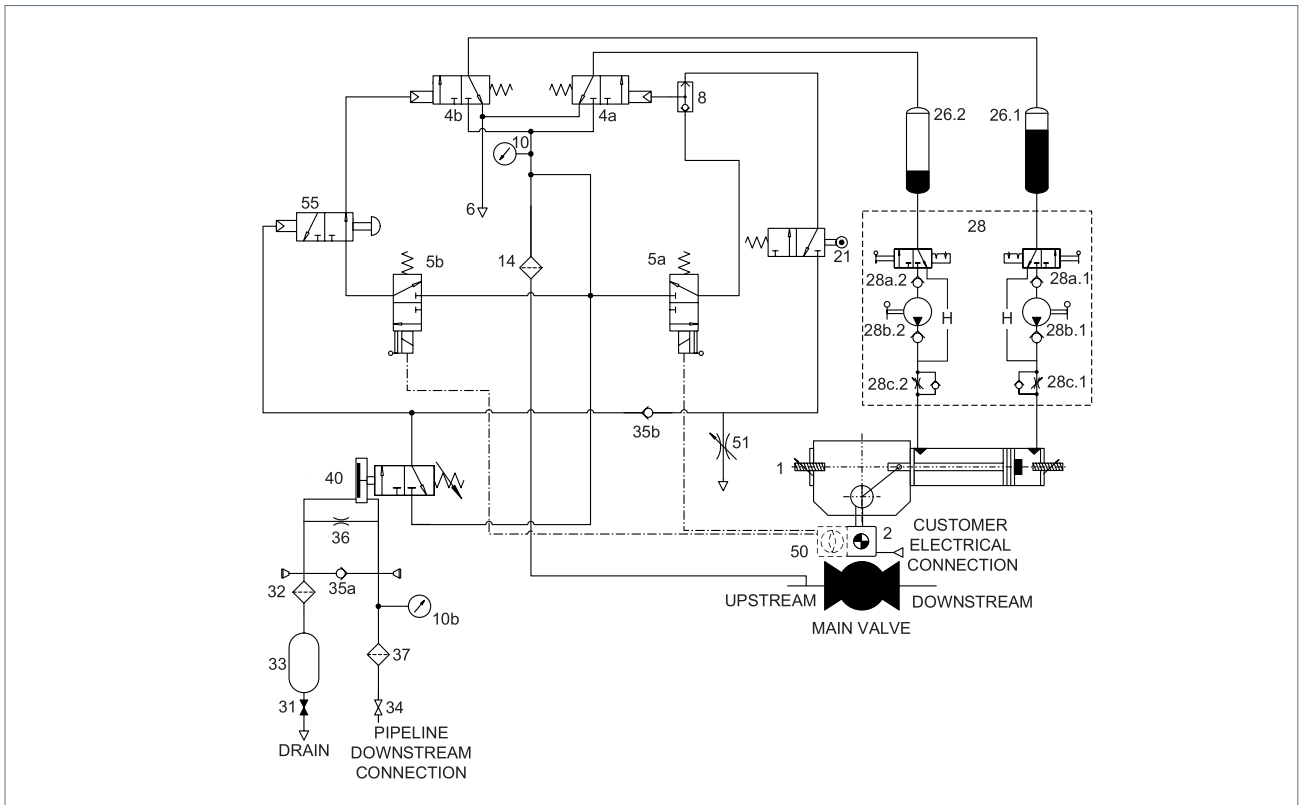 26.2
26.1
4b
4a
8
10
55
6
28
14
5b
5a
21
28a.2
28a.1
H
H
28b.2
28b.1
28c.2
28c.1
35b
51
40
1
36
50
2
CUSTOMER
ELECTRICAL
CONNECTION
32
35a
UPSTREAM
DOWNSTREAM
10b
MAIN VALVE
33
37
31
34
DRAIN
PIPELINE
DOWNSTREAM
CONNECTION